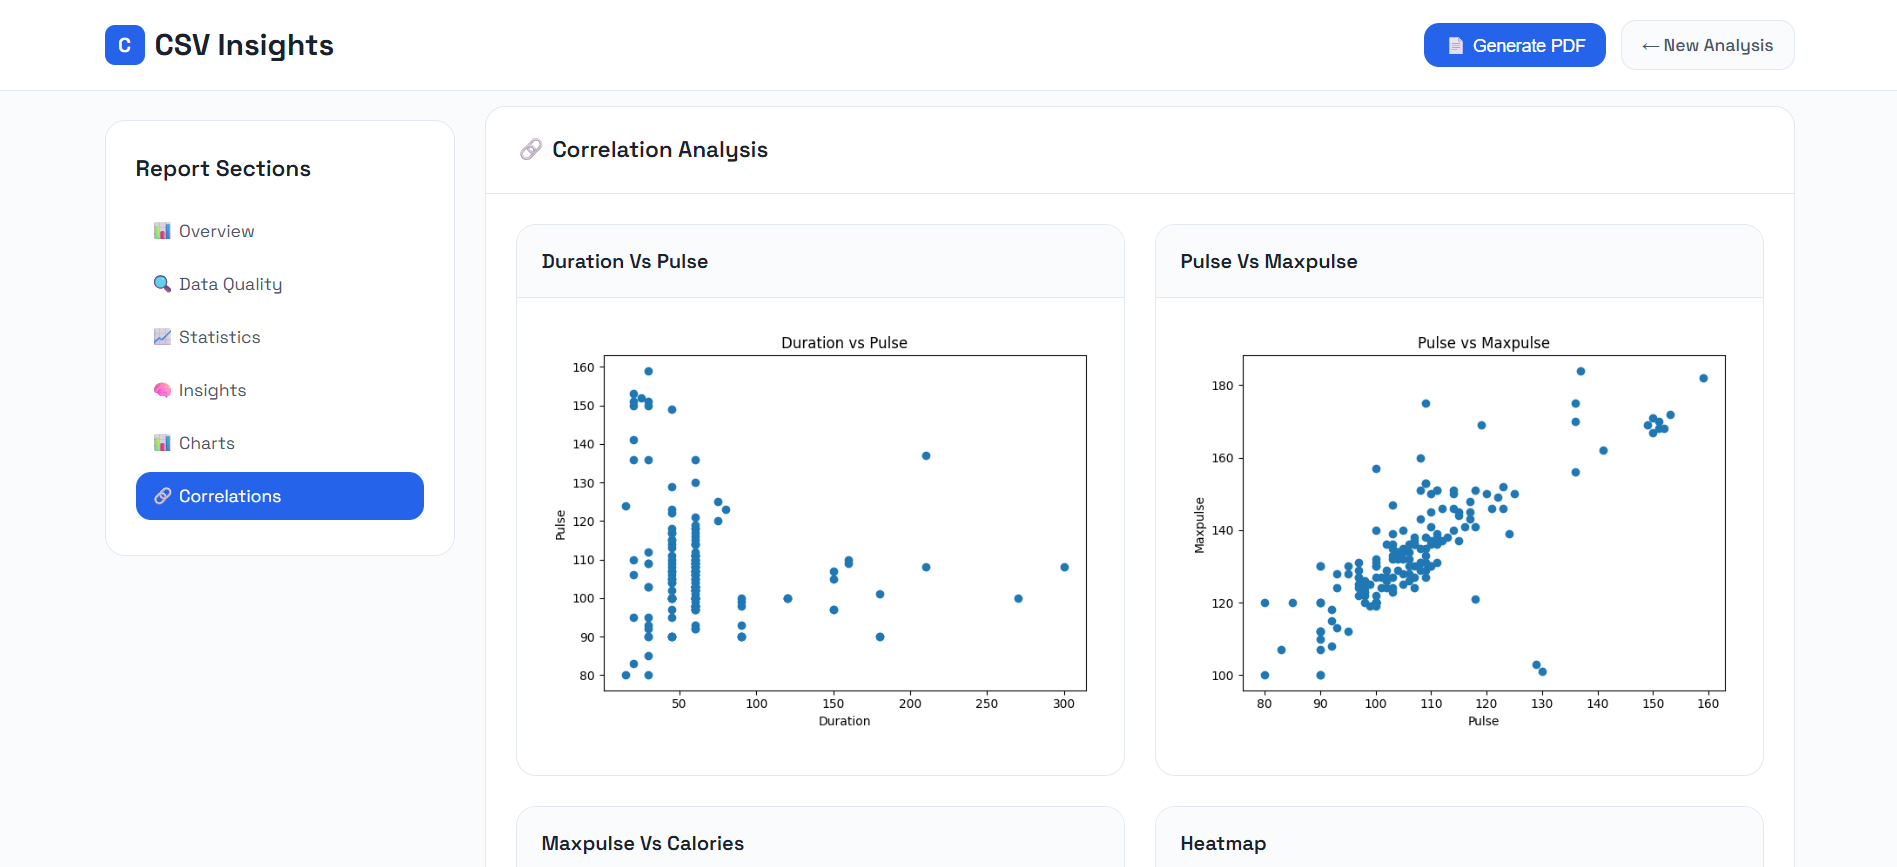 C CSV Insights
Generate PDF
← New Analysis
Report Sections
Overview
Data Quality
Statistics
Insights
Charts
Correlations
Correlation Analysis
Duration Vs Pulse
Duration vs Pulse
160
150
140
130
120
110
100
90
80
Pulse
50 100 150 200 250 300
Duration
Pulse Vs Maxpulse
Pulse vs Maxpulse
180
160
140
120
100
Maxpulse
80 90 100 110 120 130 140 150 160
Pulse
Maxpulse Vs Calories
Heatmap